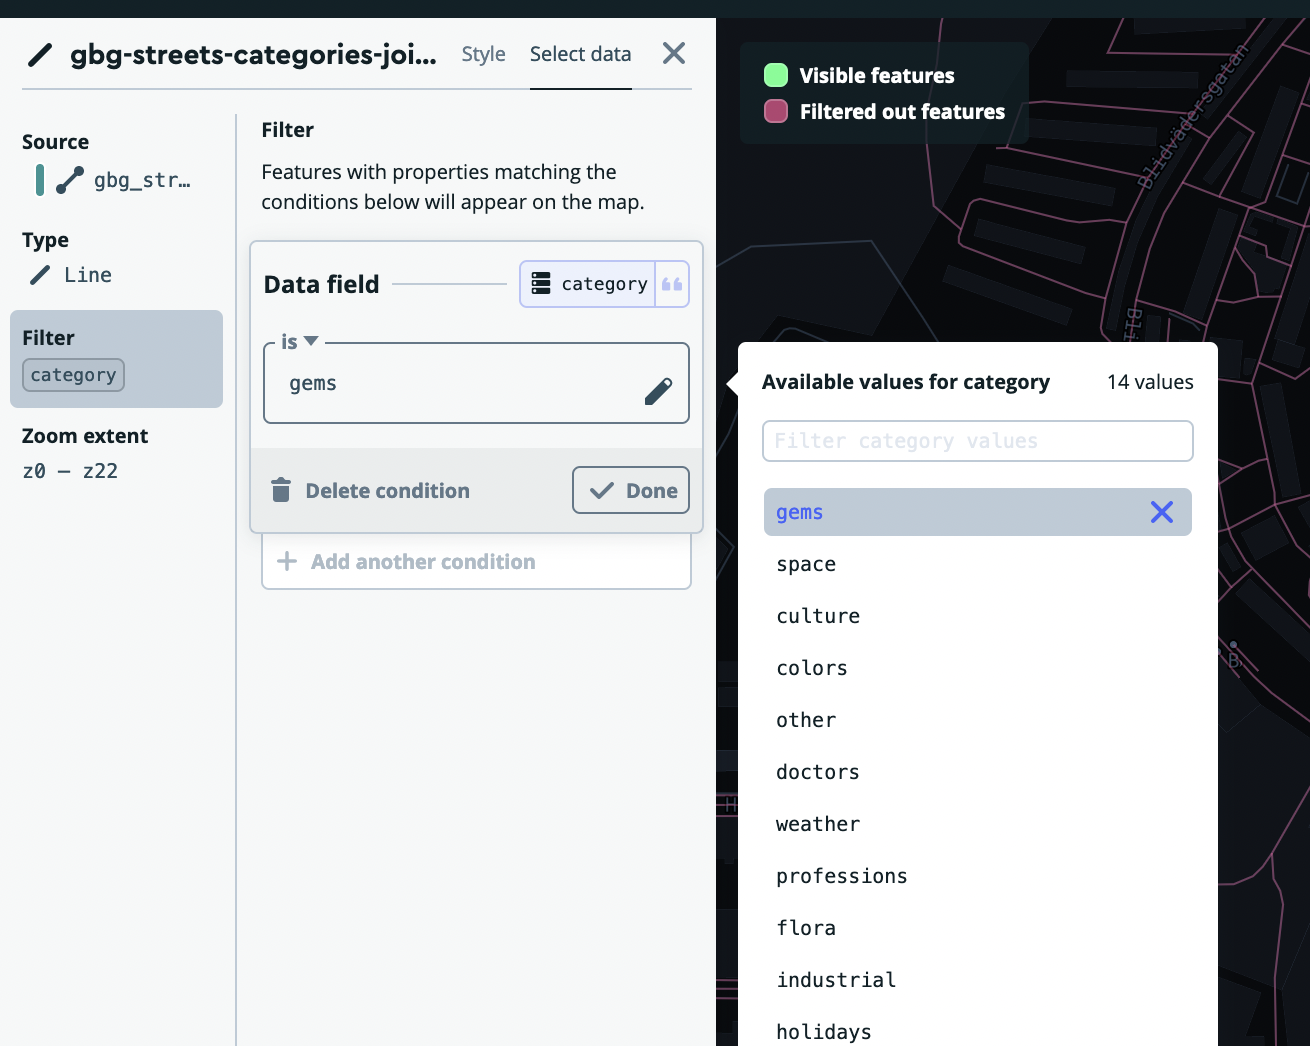 gbg-streets-categories-joi...
Style
Select data
Source
gbg_str...
Type
Line
Filter
category
Zoom extent
z0 – z22
Filter
Features with properties matching the
conditions below will appear on the map.
Data field
category
is
gems
Delete condition
Done
Add another condition
Visible features
Filtered out features
Blidvädersgatan
Bli
Available values for category
14 values
Filter category values
gems
space
culture
colors
other
doctors
weather
professions
flora
industrial
holidays
B
H